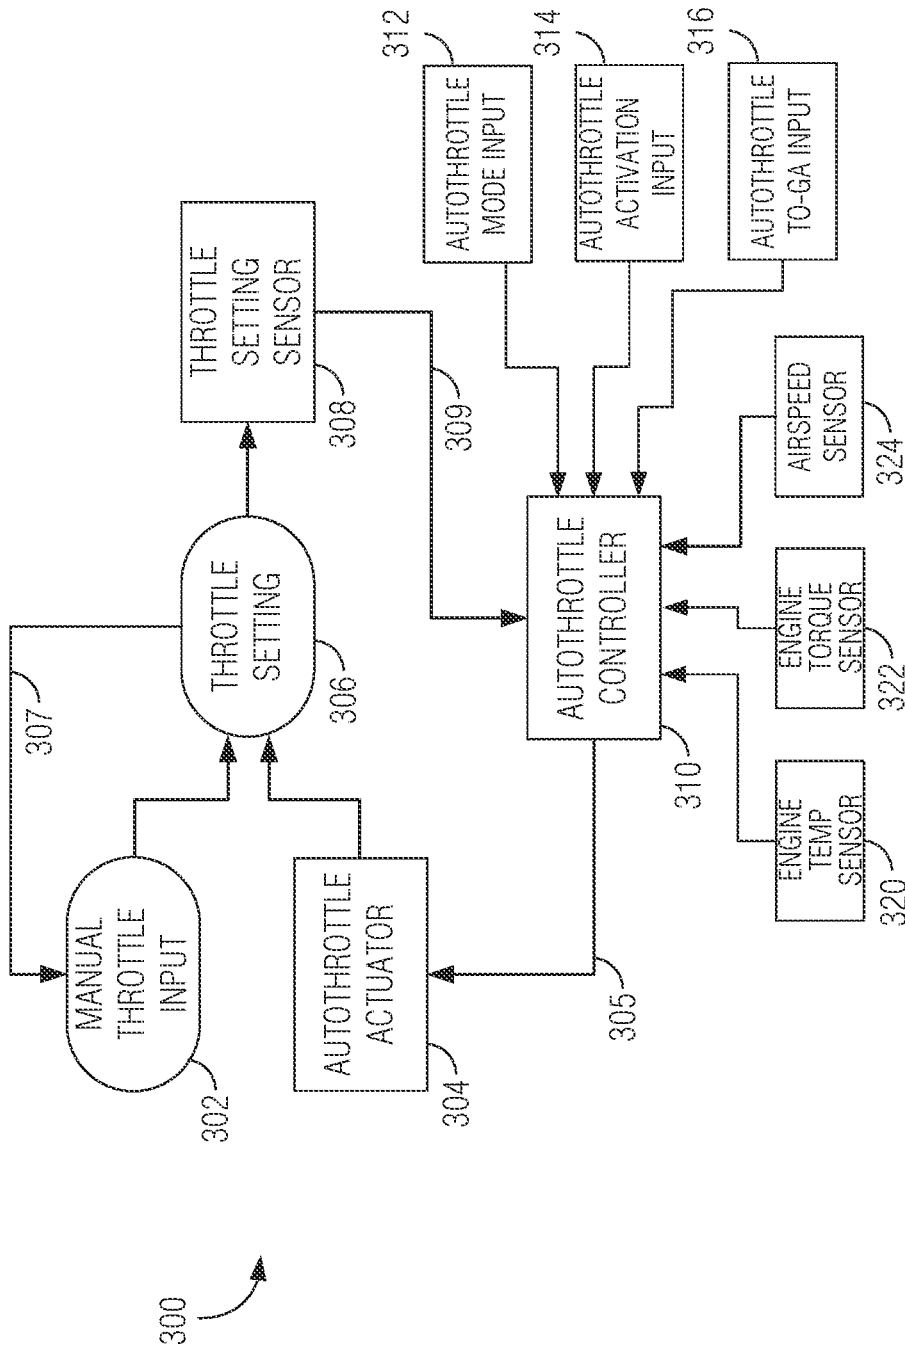 300
MANUAL
THROTTLE
INPUT
302
307
THROTTLE
SETTING
306
THROTTLE
SETTING
SENSOR
308
309
AUTOTHROTTLE
ACTUATOR
304
305
AUTOTHROTTLE
CONTROLLER
310
AUTOTHROTTLE
MODE INPUT
312
AUTOTHROTTLE
ACTIVATION
INPUT
314
AUTOTHROTTLE
TO-GA INPUT
316
ENGINE
TEMP
SENSOR
320
ENGINE
TORQUE
SENSOR
322
AIRSPEED
SENSOR
324